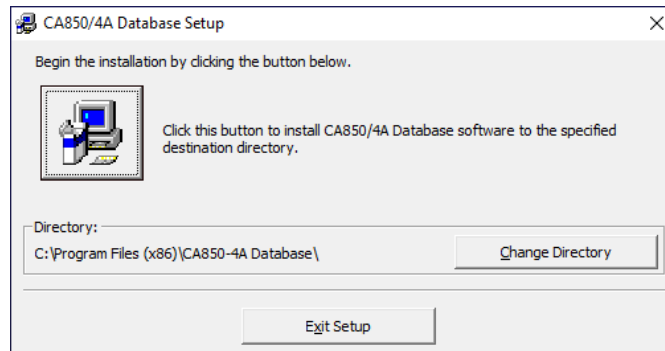 CA850/4A Database Setup
Begin the installation by clicking the button below.
Click this button to install CA850/4A Database software to the specified
destination directory.
Directory:
C:\Program Files (x86)\CA850-4A Database\
Change Directory
Exit Setup